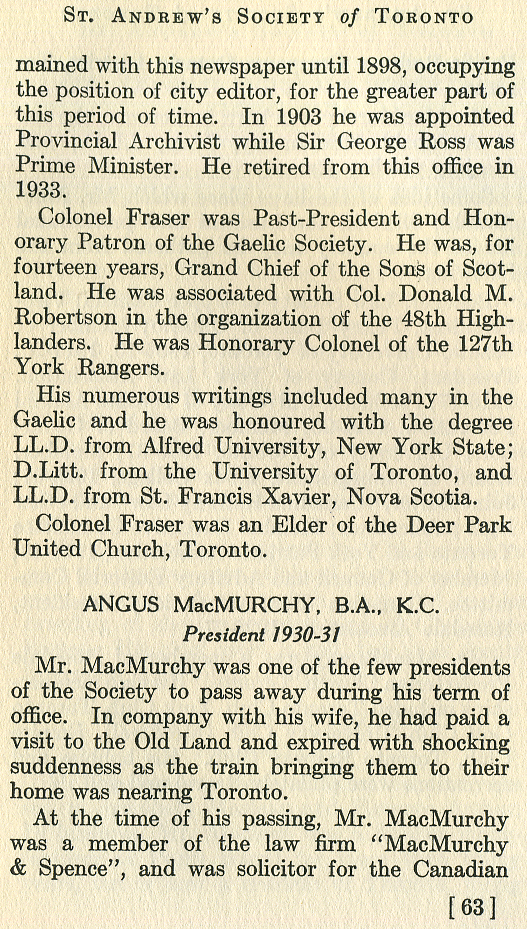 St. Andrew's Society of Toronto
mained with this newspaper until 1898, occupying
the position of city editor, for the greater part of
this period of time. In 1903 he was appointed
Provincial Archivist while Sir George Ross was
Prime Minister. He retired from this office in
1933.
Colonel Fraser was Past-President and Hon-
orary Patron of the Gaelic Society. He was, for
fourteen years, Grand Chief of the Sons of Scot-
land. He was associated with Col. Donald M.
Robertson in the organization of the 48th High-
landers. He was Honorary Colonel of the 127th
York Rangers.
His numerous writings included many in the
Gaelic and he was honoured with the degree
LL.D. from Alfred University, New York State;
D.Litt. from the University of Toronto, and
LL.D. from St. Francis Xavier, Nova Scotia.
Colonel Fraser was an Elder of the Deer Park
United Church, Toronto.
ANGUS MacMURCHY, B.A., K.C.
President 1930-31
Mr. MacMurchy was one of the few presidents
of the Society to pass away during his term of
office. In company with his wife, he had paid a
visit to the Old Land and expired with shocking
suddenness as the train bringing them to their
home was nearing Toronto.
At the time of his passing, Mr. MacMurchy
was a member of the law firm "MacMurchy
& Spence", and was solicitor for the Canadian
[ 63 ]